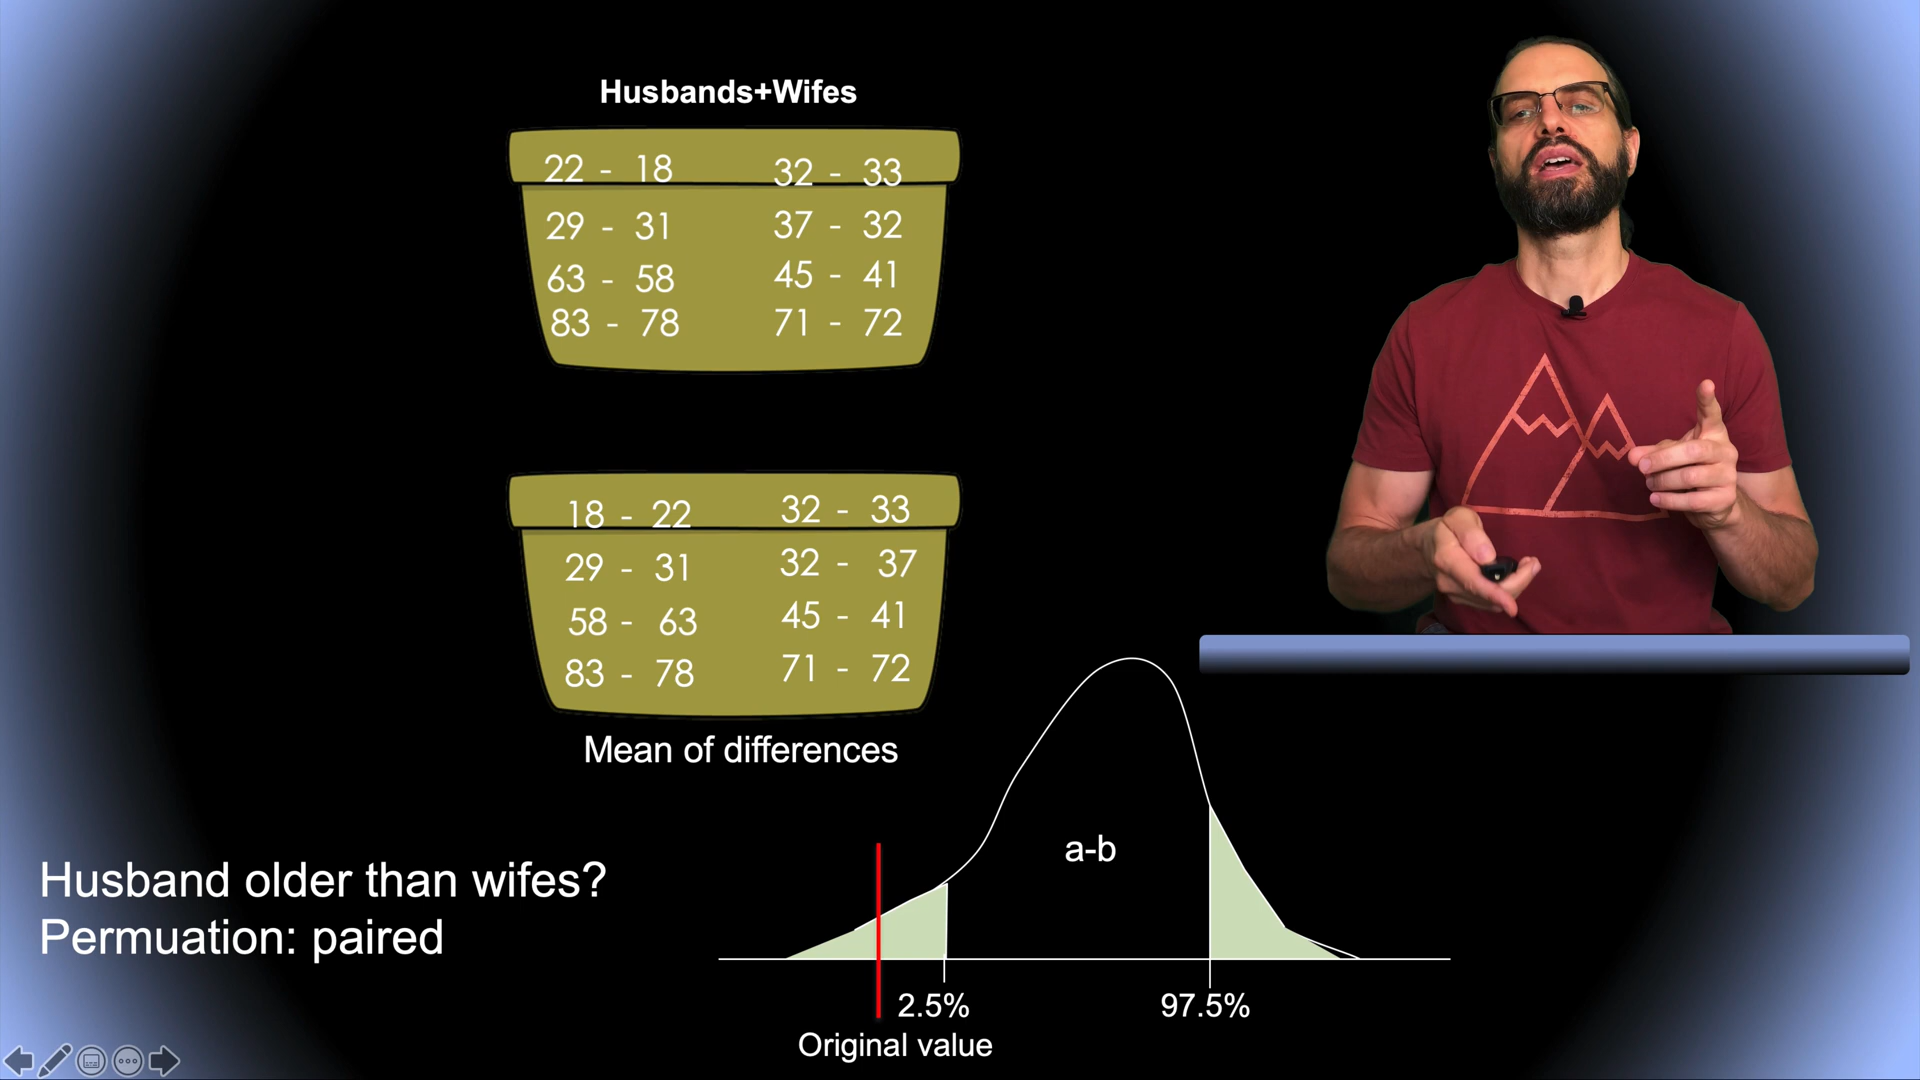 Husbands+Wifes
22 - 18 32 - 33
29 - 31 37 - 32
63 - 58 45 - 41
83 - 78 71 - 72
18 - 22 32 - 33
29 - 31 32 - 37
58 - 63 45 - 41
83 - 78 71 - 72
Mean of differences
a-b
Husband older than wifes?
Permuation: paired
2.5% 97.5%
Original value